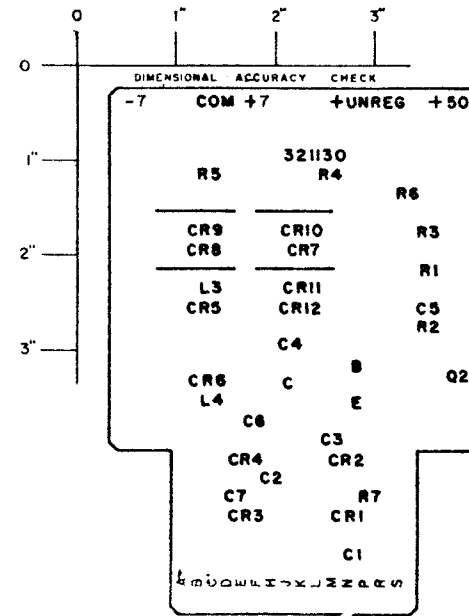 0 1" 2" 3"
0
DIMENSIONAL ACCURACY CHECK
-7 COM +7 +UNREG +50
321130
1"
R5 R4
R6
CR9 CR10 R3
CR8 CR7
2"
R1
L3 CR11
CR5 CR12 C5
R2
C4
3"
B
CR6 C Q2
L4 E
C6
C3
CR4 CR2
C2
C7 R7
CR3 CR1
C1
A B C D E F H J K L M N P R S